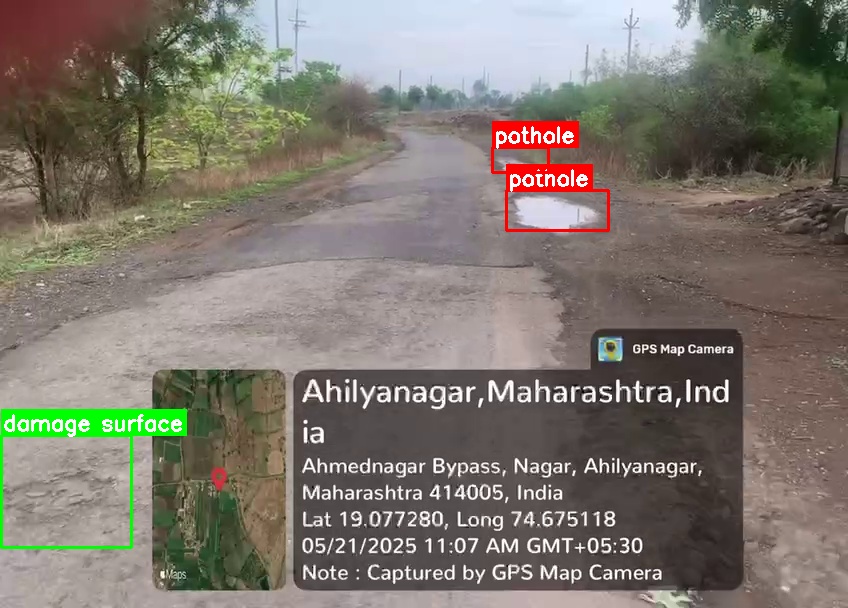 pothole
pothole
GPS Map Camera
Ahilyanagar,Maharashtra,Ind
ia
Ahmednagar Bypass, Nagar, Ahilyanagar,
Maharashtra 414005, India
Lat 19.077280, Long 74.675118
05/21/2025 11:07 AM GMT+05:30
Note : Captured by GPS Map Camera
damage surface
Maps